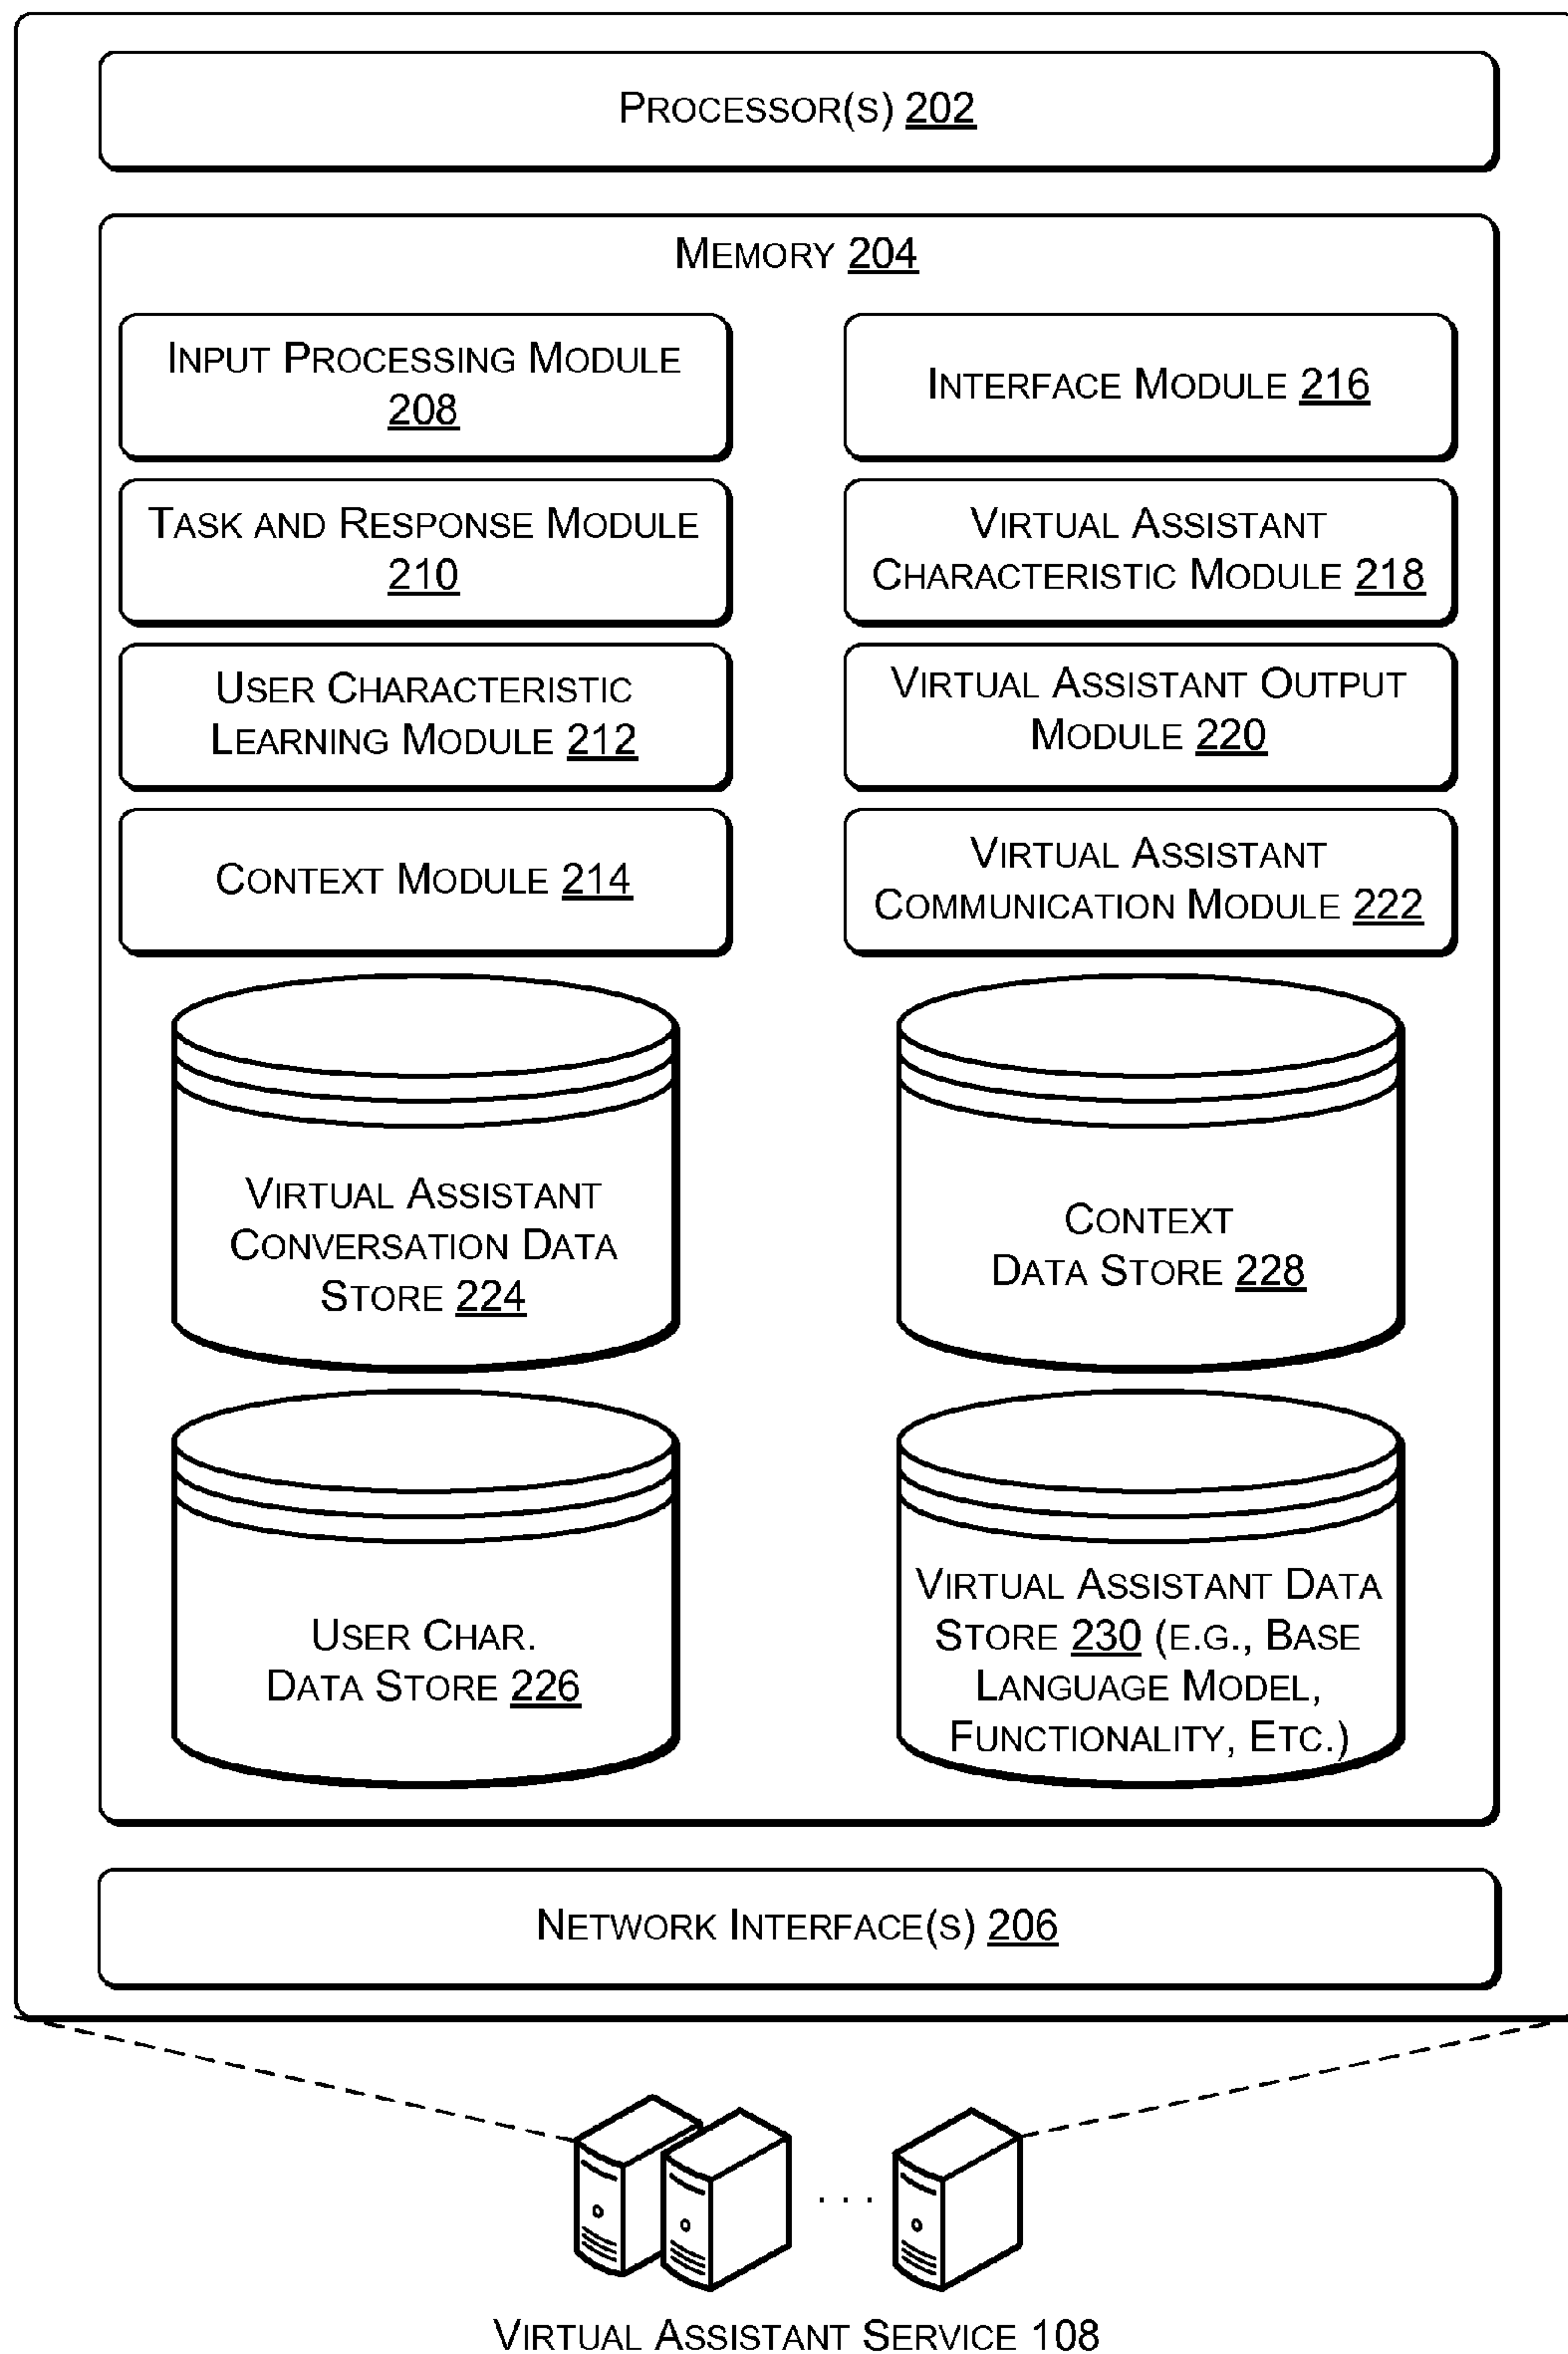 PROCESSOR(S) 202
MEMORY 204
INPUT PROCESSING MODULE
208
TASK AND RESPONSE MODULE
210
USER CHARACTERISTIC
LEARNING MODULE 212
CONTEXT MODULE 214
INTERFACE MODULE 216
VIRTUAL ASSISTANT
CHARACTERISTIC MODULE 218
VIRTUAL ASSISTANT OUTPUT
MODULE 220
VIRTUAL ASSISTANT
COMMUNICATION MODULE 222
VIRTUAL ASSISTANT
CONVERSATION DATA
STORE 224
CONTEXT
DATA STORE 228
USER CHAR.
DATA STORE 226
VIRTUAL ASSISTANT DATA
STORE 230 (E.G., BASE
LANGUAGE MODEL,
FUNCTIONALITY, ETC.)
NETWORK INTERFACE(S) 206
. . .
VIRTUAL ASSISTANT SERVICE 108